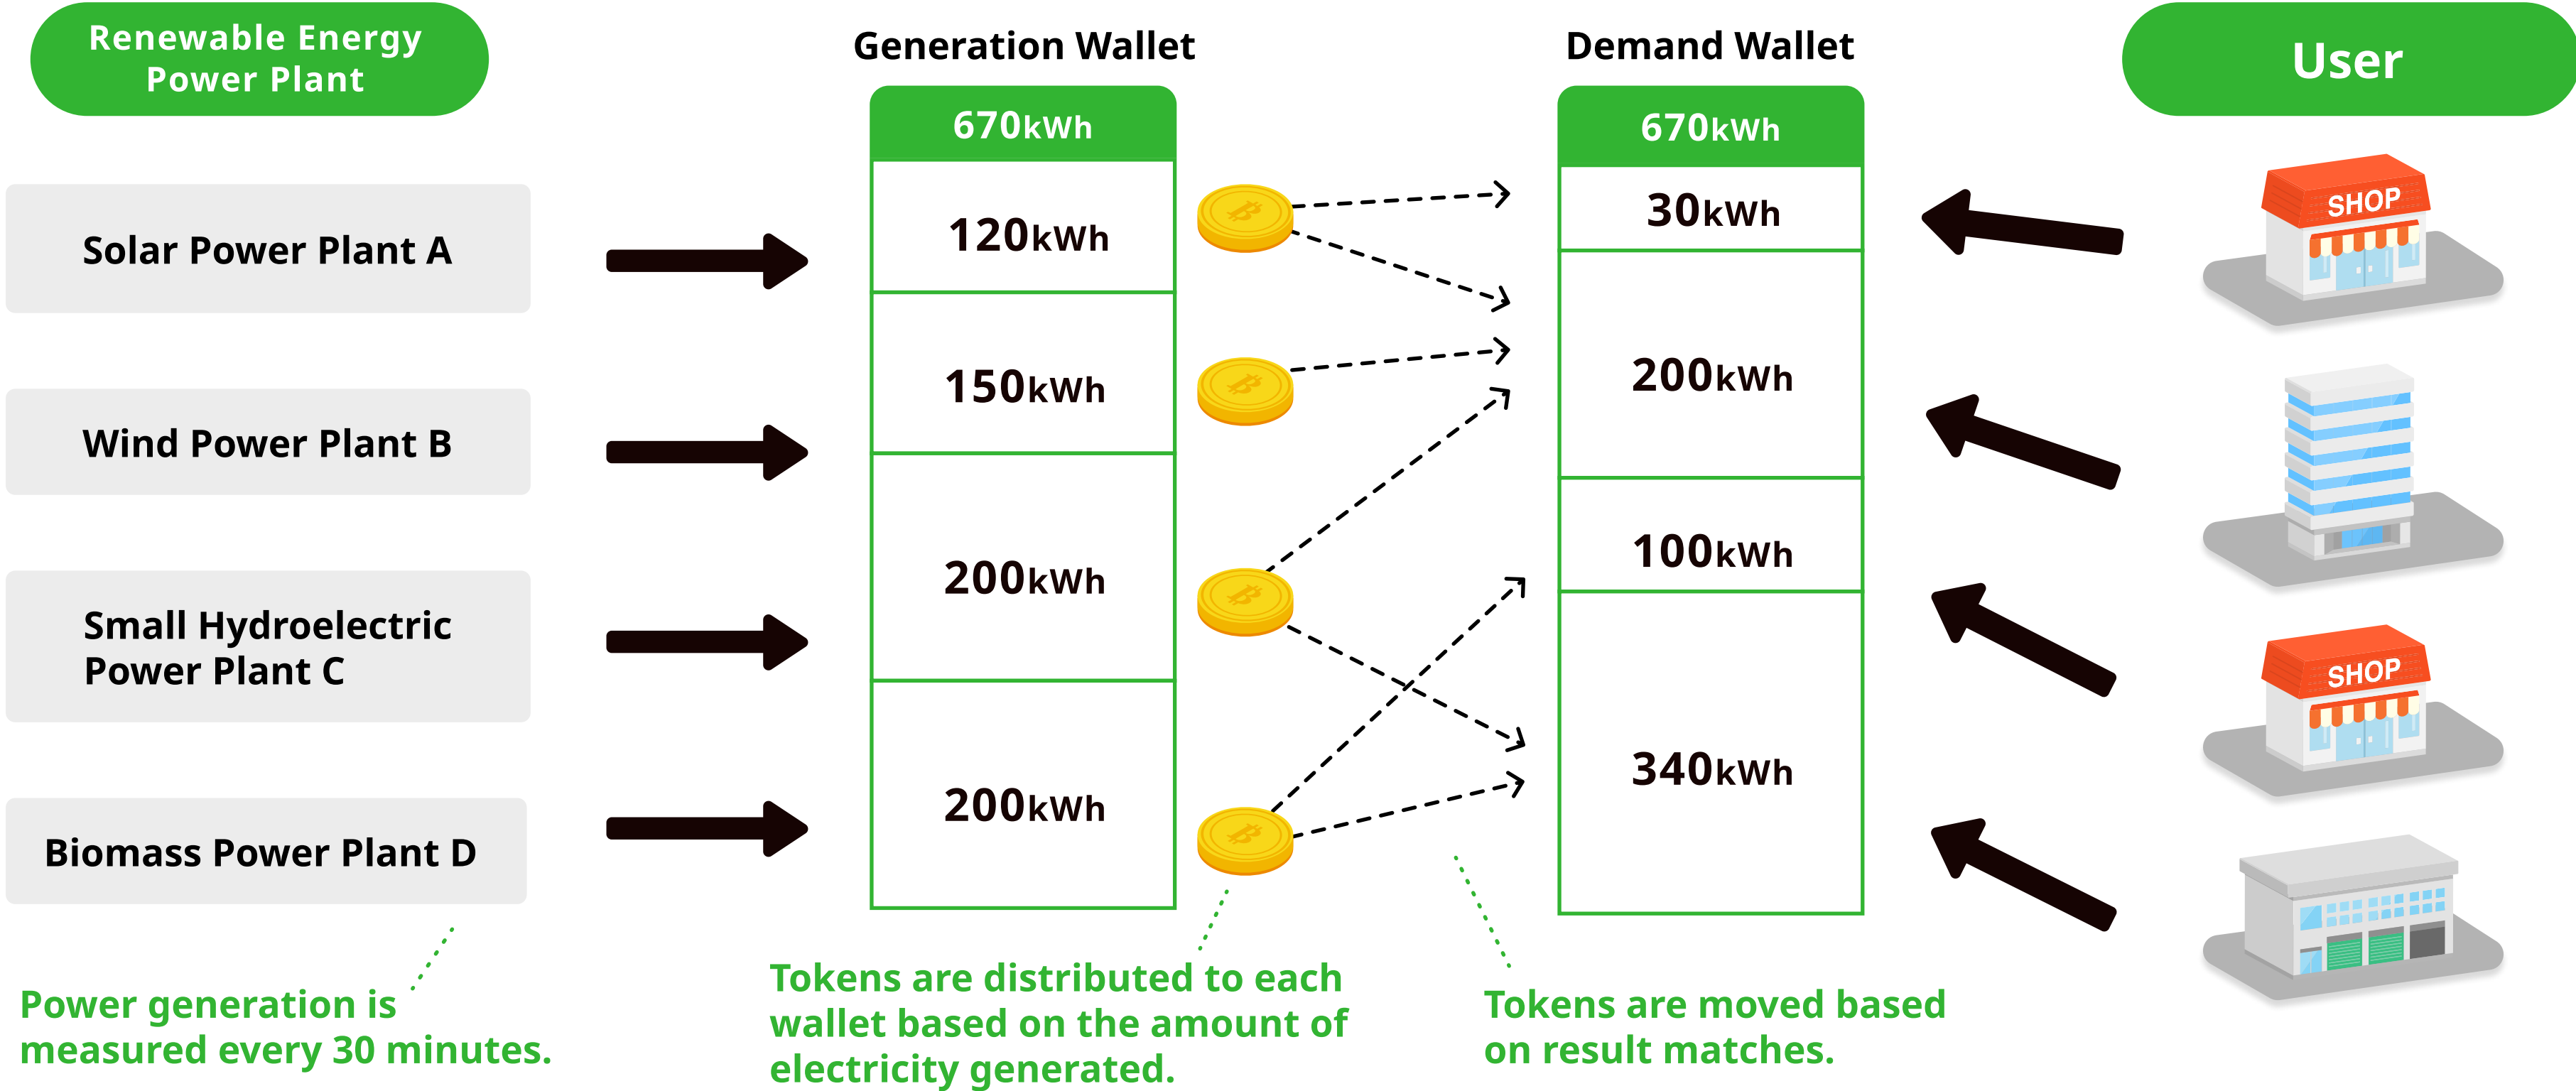 Renewable Energy
Power Plant
Generation Wallet
Demand Wallet
User
670kWh
670kWh
Solar Power Plant A
120kWh
30kWh
SHOP
Wind Power Plant B
150kWh
200kWh
Small Hydroelectric
Power Plant C
200kWh
100kWh
SHOP
Biomass Power Plant D
200kWh
340kWh
Power generation is
measured every 30 minutes.
Tokens are distributed to each
wallet based on the amount of
electricity generated.
Tokens are moved based
on result matches.